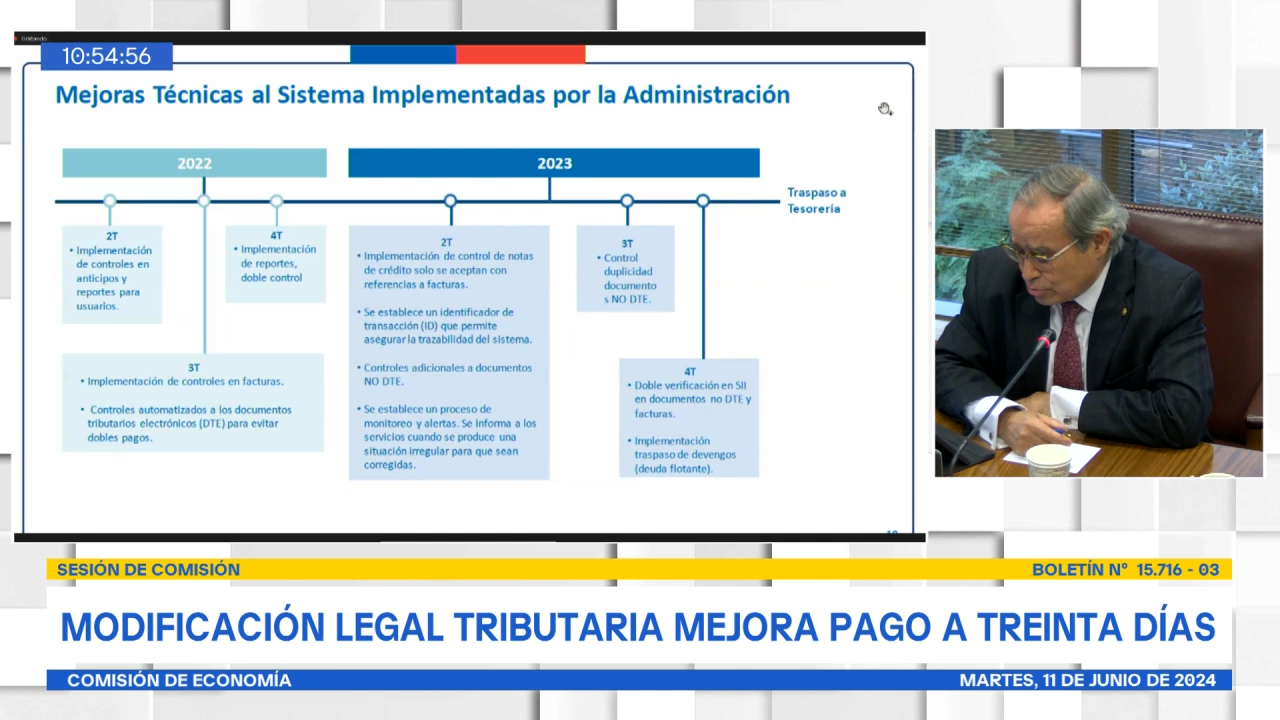 10:54:56
Mejoras Técnicas al Sistema Implementadas por la Administración
2022
2023
Traspaso a
Tesorería
2T
• Implementación
de controles en
anticipos y
reportes para
usuarios.
4T
• Implementación
de reportes,
doble control
3T
• Implementación de controles en facturas.
• Controles automatizados a los documentos
tributarios electrónicos (DTE) para evitar
dobles pagos.
2T
• Implementación de control de notas
de crédito solo se aceptan con
referencias a facturas.
• Se establece un identificador de
transacción (ID) que permite
asegurar la trazabilidad del sistema.
• Controles adicionales a documentos
NO DTE.
• Se establece un proceso de
monitoreo y alertas. Se informa a los
servicios cuando se produce una
situación irregular para que sean
corregidas.
3T
• Control
duplicidad
documento
s NO DTE.
4T
• Doble verificación en SII
en documentos no DTE y
facturas.
• Implementación
traspaso de devengos
(deuda flotante).
SESIÓN DE COMISIÓN
BOLETÍN N° 15.716 - 03
MODIFICACIÓN LEGAL TRIBUTARIA MEJORA PAGO A TREINTA DÍAS
COMISIÓN DE ECONOMÍA
MARTES, 11 DE JUNIO DE 2024